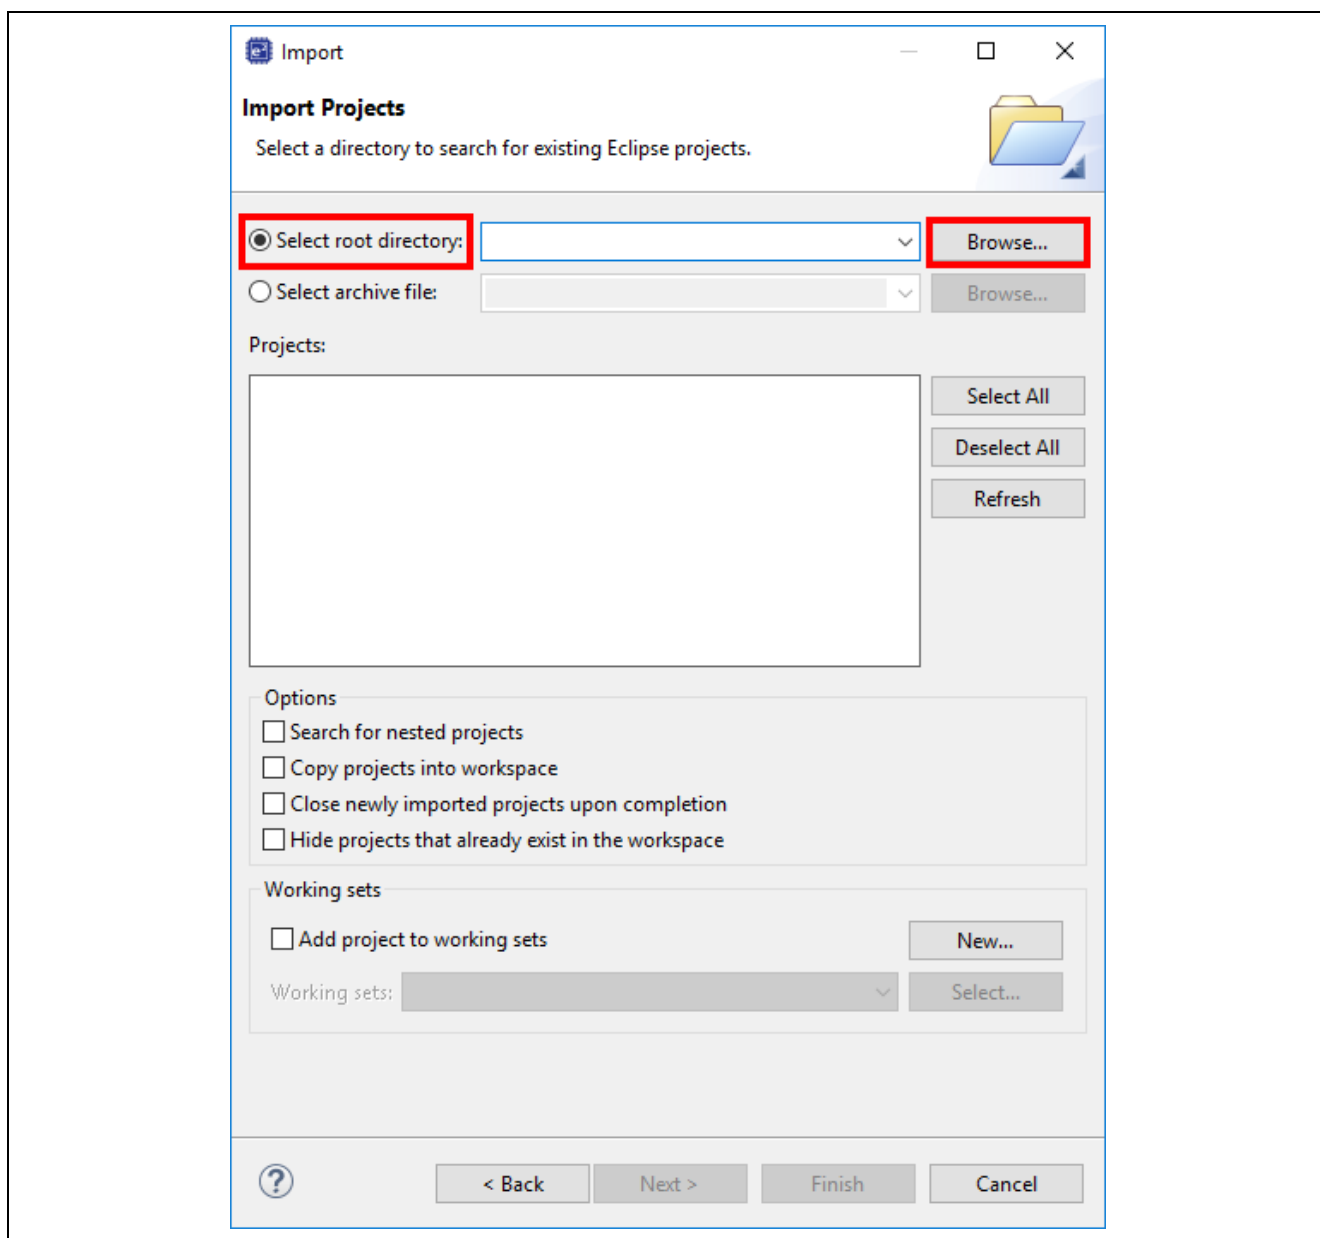 Import
Import Projects
Select a directory to search for existing Eclipse projects.
Select root directory:
Browse...
Select archive file:
Browse...
Projects:
Select All
Deselect All
Refresh
Options
Search for nested projects
Copy projects into workspace
Close newly imported projects upon completion
Hide projects that already exist in the workspace
Working sets
Add project to working sets
New...
Working sets:
Select...
?
< Back
Next >
Finish
Cancel